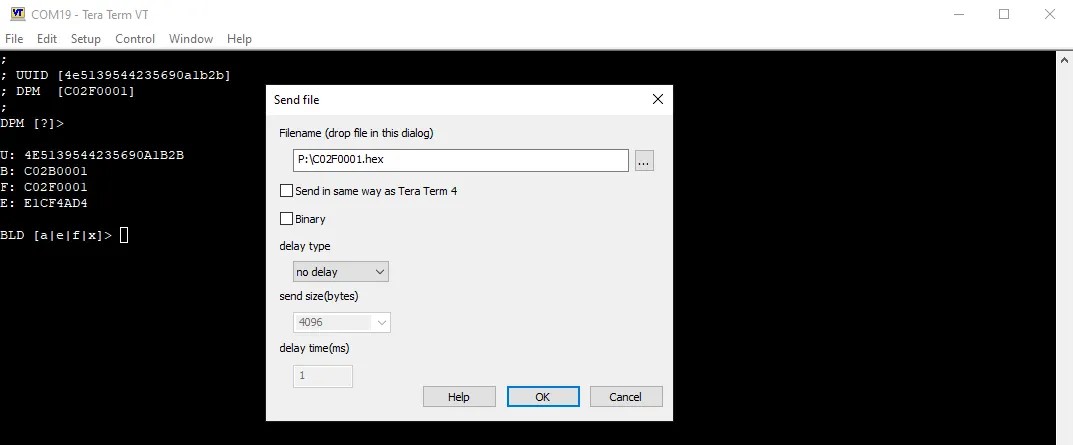 COM19 - Tera Term VT
File Edit Setup Control Window Help
;
; UUID [4e5139544235690a1b2b]
; DPM [C02F0001]
;
DPM [?]>
U: 4E5139544235690A1B2B
B: C02B0001
F: C02F0001
E: E1CF4AD4
BLD [a|e|f|x]>
Send file
Filename (drop file in this dialog)
P:\C02F0001.hex
...
Send in same way as Tera Term 4
Binary
delay type
no delay
send size(bytes)
4096
delay time(ms)
1
Help OK Cancel